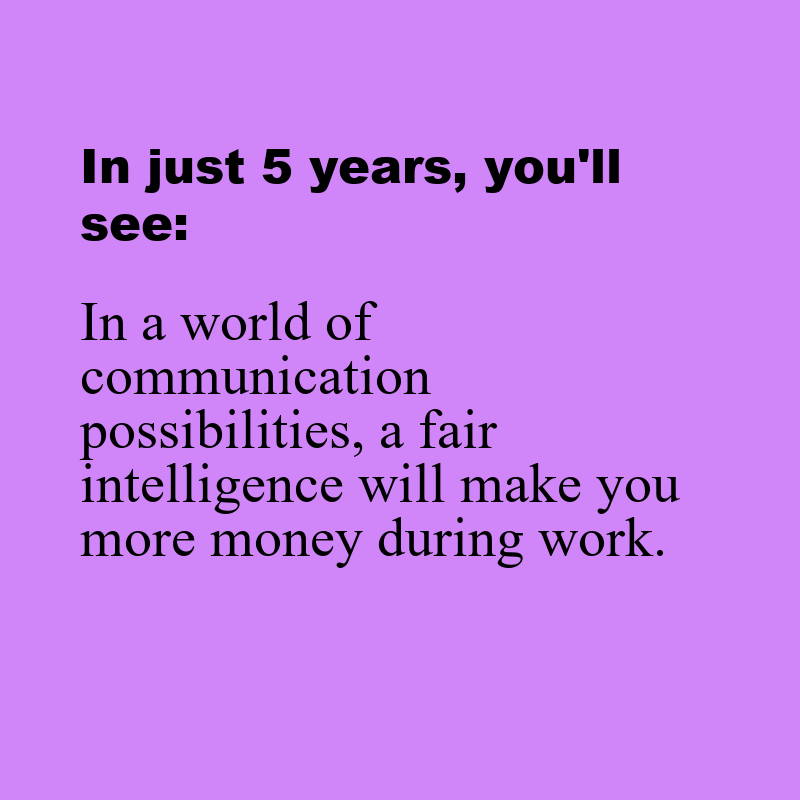 In just 5 years, you'll
see:
In a world of
communication
possibilities, a fair
intelligence will make you
more money during work.